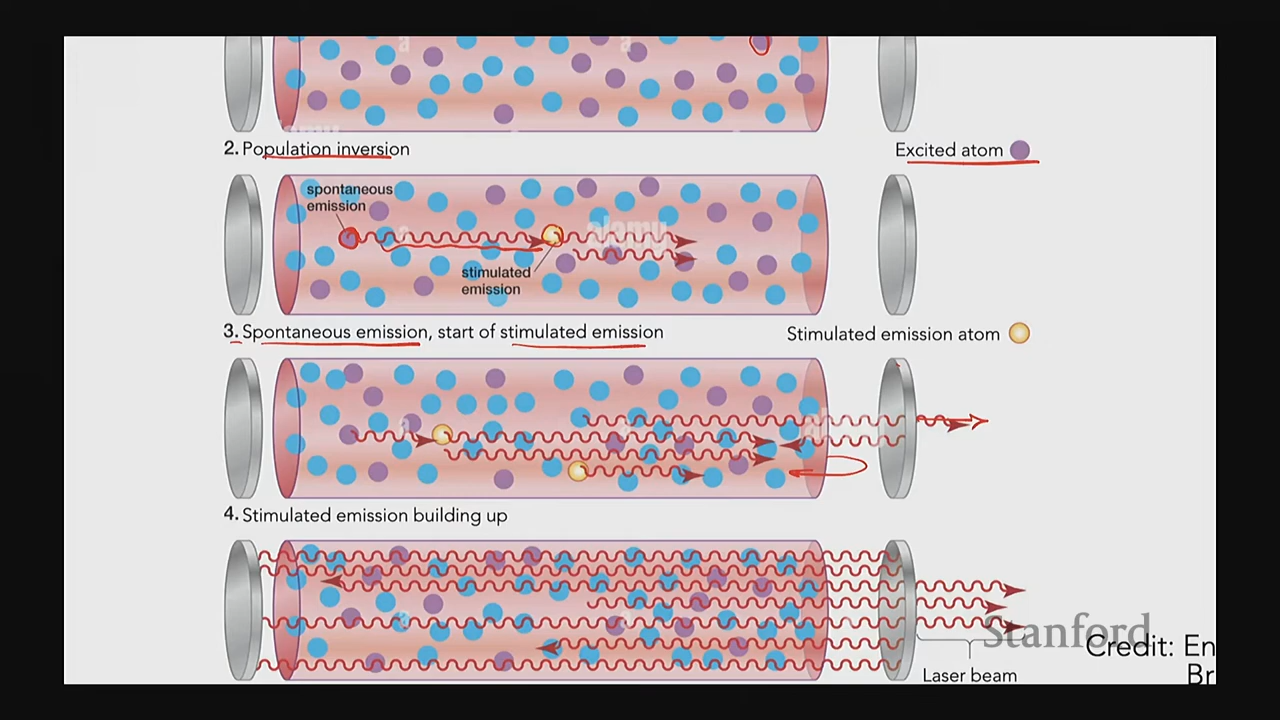 2. Population inversion
Excited atom
spontaneous
emission
alamy
stimulated
emission
3. Spontaneous emission, start of stimulated emission
Stimulated emission atom
4. Stimulated emission building up
Stanford
Credit: En
Br
Laser beam